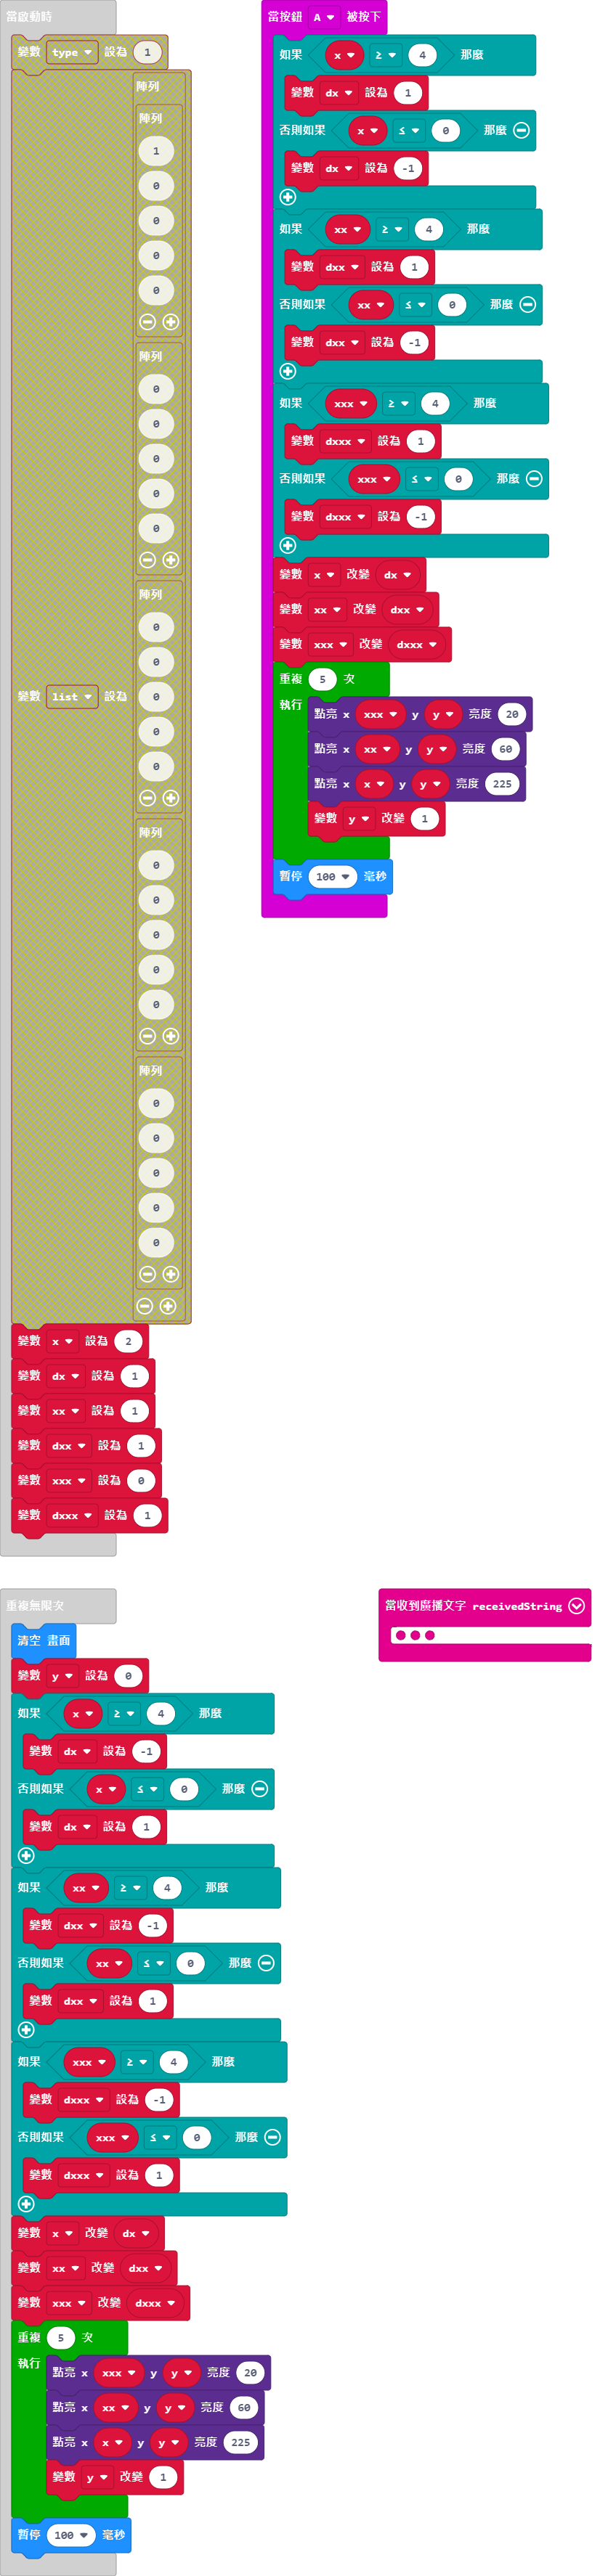 當啟動時
變數 type 設為 1
變數 list 設為
陣列
陣列
1
0
0
0
0
陣列
0
0
0
0
0
陣列
0
0
0
0
0
陣列
0
0
0
0
0
陣列
0
0
0
0
0
變數 x 設為 2
變數 dx 設為 1
變數 xx 設為 1
變數 dxx 設為 1
變數 xxx 設為 0
變數 dxxx 設為 1
當按鈕 A 被按下
如果 x ≥ 4 那麼
變數 dx 設為 1
否則如果 x ≤ 0 那麼
變數 dx 設為 -1
如果 xx ≥ 4 那麼
變數 dxx 設為 1
否則如果 xx ≤ 0 那麼
變數 dxx 設為 -1
如果 xxx ≥ 4 那麼
變數 dxxx 設為 1
否則如果 xxx ≤ 0 那麼
變數 dxxx 設為 -1
變數 x 改變 dx
變數 xx 改變 dxx
變數 xxx 改變 dxxx
重複 5 次
執行
點亮 x xxx y y 亮度 20
點亮 x xx y y 亮度 60
點亮 x x y y 亮度 225
變數 y 改變 1
暫停 100 毫秒
重複無限次
清空 畫面
變數 y 設為 0
如果 x ≥ 4 那麼
變數 dx 設為 -1
否則如果 x ≤ 0 那麼
變數 dx 設為 1
如果 xx ≥ 4 那麼
變數 dxx 設為 -1
否則如果 xx ≤ 0 那麼
變數 dxx 設為 1
如果 xxx ≥ 4 那麼
變數 dxxx 設為 -1
否則如果 xxx ≤ 0 那麼
變數 dxxx 設為 1
變數 x 改變 dx
變數 xx 改變 dxx
變數 xxx 改變 dxxx
重複 5 次
執行
點亮 x xxx y y 亮度 20
點亮 x xx y y 亮度 60
點亮 x x y y 亮度 225
變數 y 改變 1
暫停 100 毫秒
當收到廣播文字 receivedString